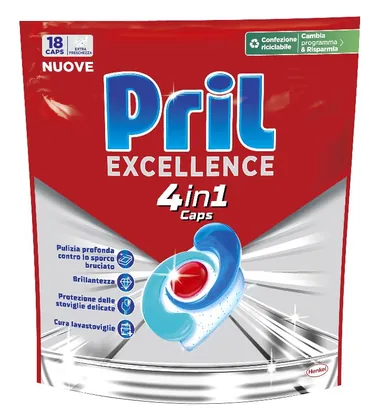 18
CAPS
EXTRA
FRESCHEZZA
NUOVE
Confezione
riciclabile
Cambia
programma
& Risparmia
Pril
EXCELLENCE
4in1
Caps
Pulizia profonda
contro lo sporco
bruciato
Brillantezza
Protezione delle
stoviglie delicate
Cura lavastoviglie
Henkel